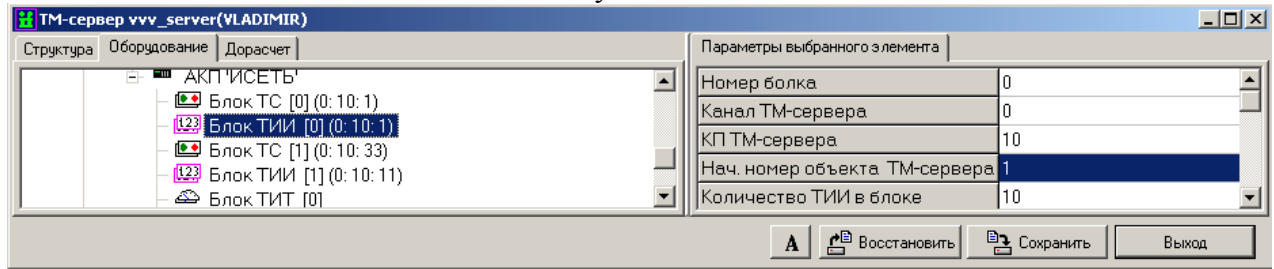 ТМ-сервер vvv_server(VLADIMIR)
Структура Оборудование Дорасчет
Параметры выбранного элемента
АКП 'ИСЕТЬ'
Блок ТС [0] (0: 10: 1)
Блок ТИИ [0] (0: 10: 1)
Блок ТС [1] (0: 10: 33)
Блок ТИИ [1] (0: 10: 11)
Блок ТИТ [0]
Номер болка 0
Канал ТМ-сервера 0
КП ТМ-сервера 10
Нач. номер объекта ТМ-сервера 1
Количество ТИИ в блоке 10
А Восстановить Сохранить Выход